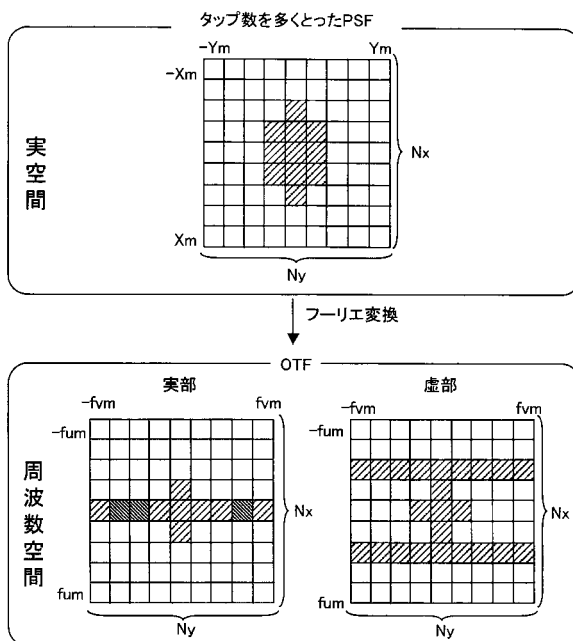 タップ数を多くとったPSF
-Ym Ym
-Xm
実空間
Nx
Xm
Ny
フーリエ変換
OTF
実部 虚部
-fvm fvm -fvm fvm
-fum -fum
周波数空間
Nx Nx
fum fum
Ny Ny